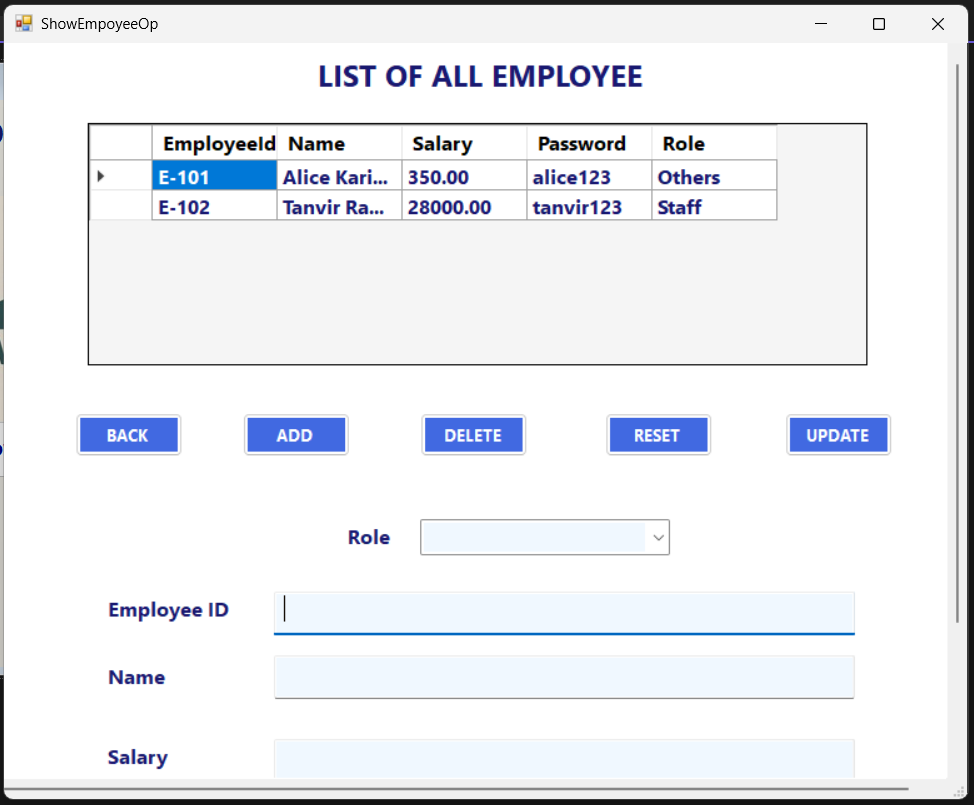 ShowEmpoyeeOp
LIST OF ALL EMPLOYEE
EmployeeId Name Salary Password Role
E-101 Alice Kari... 350.00 alice123 Others
E-102 Tanvir Ra... 28000.00 tanvir123 Staff
BACK ADD DELETE RESET UPDATE
Role
Employee ID
Name
Salary